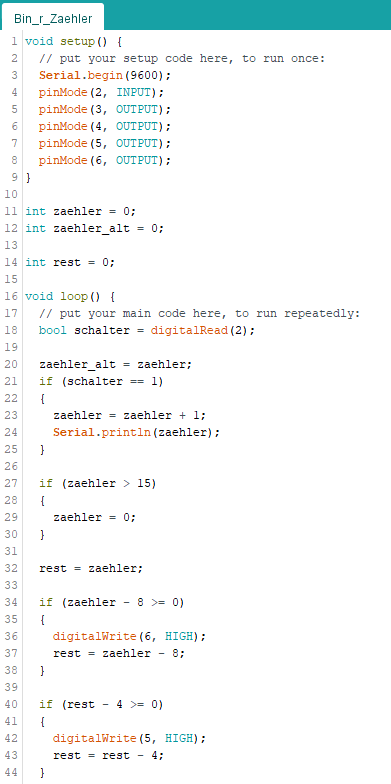 Bin_r_Zaehler
1 void setup() {
2 // put your setup code here, to run once:
3 Serial.begin(9600);
4 pinMode(2, INPUT);
5 pinMode(3, OUTPUT);
6 pinMode(4, OUTPUT);
7 pinMode(5, OUTPUT);
8 pinMode(6, OUTPUT);
9 }
10
11 int zaehler = 0;
12 int zaehler_alt = 0;
13
14 int rest = 0;
15
16 void loop() {
17 // put your main code here, to run repeatedly:
18 bool schalter = digitalRead(2);
19
20 zaehler_alt = zaehler;
21 if (schalter == 1)
22 {
23 zaehler = zaehler + 1;
24 Serial.println(zaehler);
25 }
26
27 if (zaehler > 15)
28 {
29 zaehler = 0;
30 }
31
32 rest = zaehler;
33
34 if (zaehler - 8 >= 0)
35 {
36 digitalWrite(6, HIGH);
37 rest = zaehler - 8;
38 }
39
40 if (rest - 4 >= 0)
41 {
42 digitalWrite(5, HIGH);
43 rest = rest - 4;
44 }